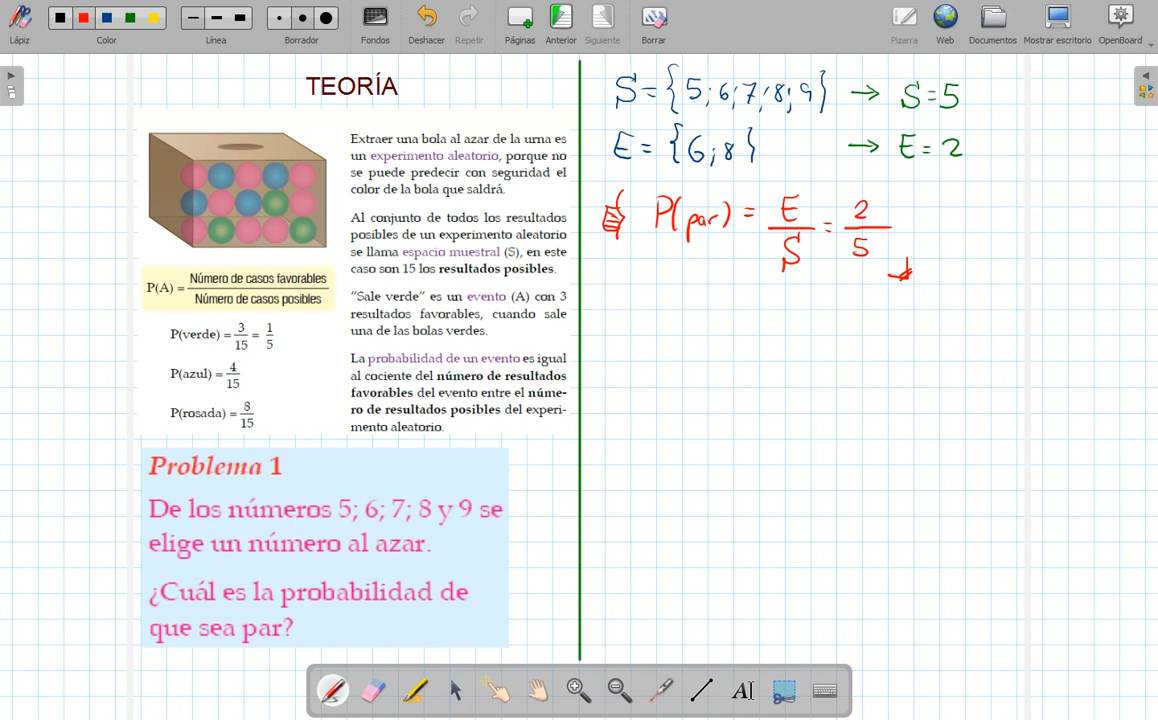 Lápiz
Color
Línea
Borrador
Fondos
Deshacer
Repetir
Páginas
Anterior
Siguiente
Borrar
Pizarra
Web
Documentos
Mostrar escritorio
OpenBoard
TEORÍA
Extraer una bola al azar de la urna es
un experimento aleatorio, porque no
se puede predecir con seguridad el
color de la bola que saldrá.
Al conjunto de todos los resultados
posibles de un experimento aleatorio
se llama espacio muestral (S), en este
caso son 15 los resultados posibles.
"Sale verde" es un evento (A) con 3
resultados favorables, cuando sale
una de las bolas verdes.
La probabilidad de un evento es igual
al cociente del número de resultados
favorables del evento entre el núme-
ro de resultados posibles del experi-
mento aleatorio.
P(A) = Número de casos favorables / Número de casos posibles
P(verde) = 3/15 = 1/5
P(azul) = 4/15
P(rosada) = 8/15
Problema 1
De los números 5; 6; 7; 8 y 9 se
elige un número al azar.
¿Cuál es la probabilidad de
que sea par?
S = {5; 6; 7; 8; 9} → S = 5
E = {6; 8} → E = 2
P(par) = E/S = 2/5
AI